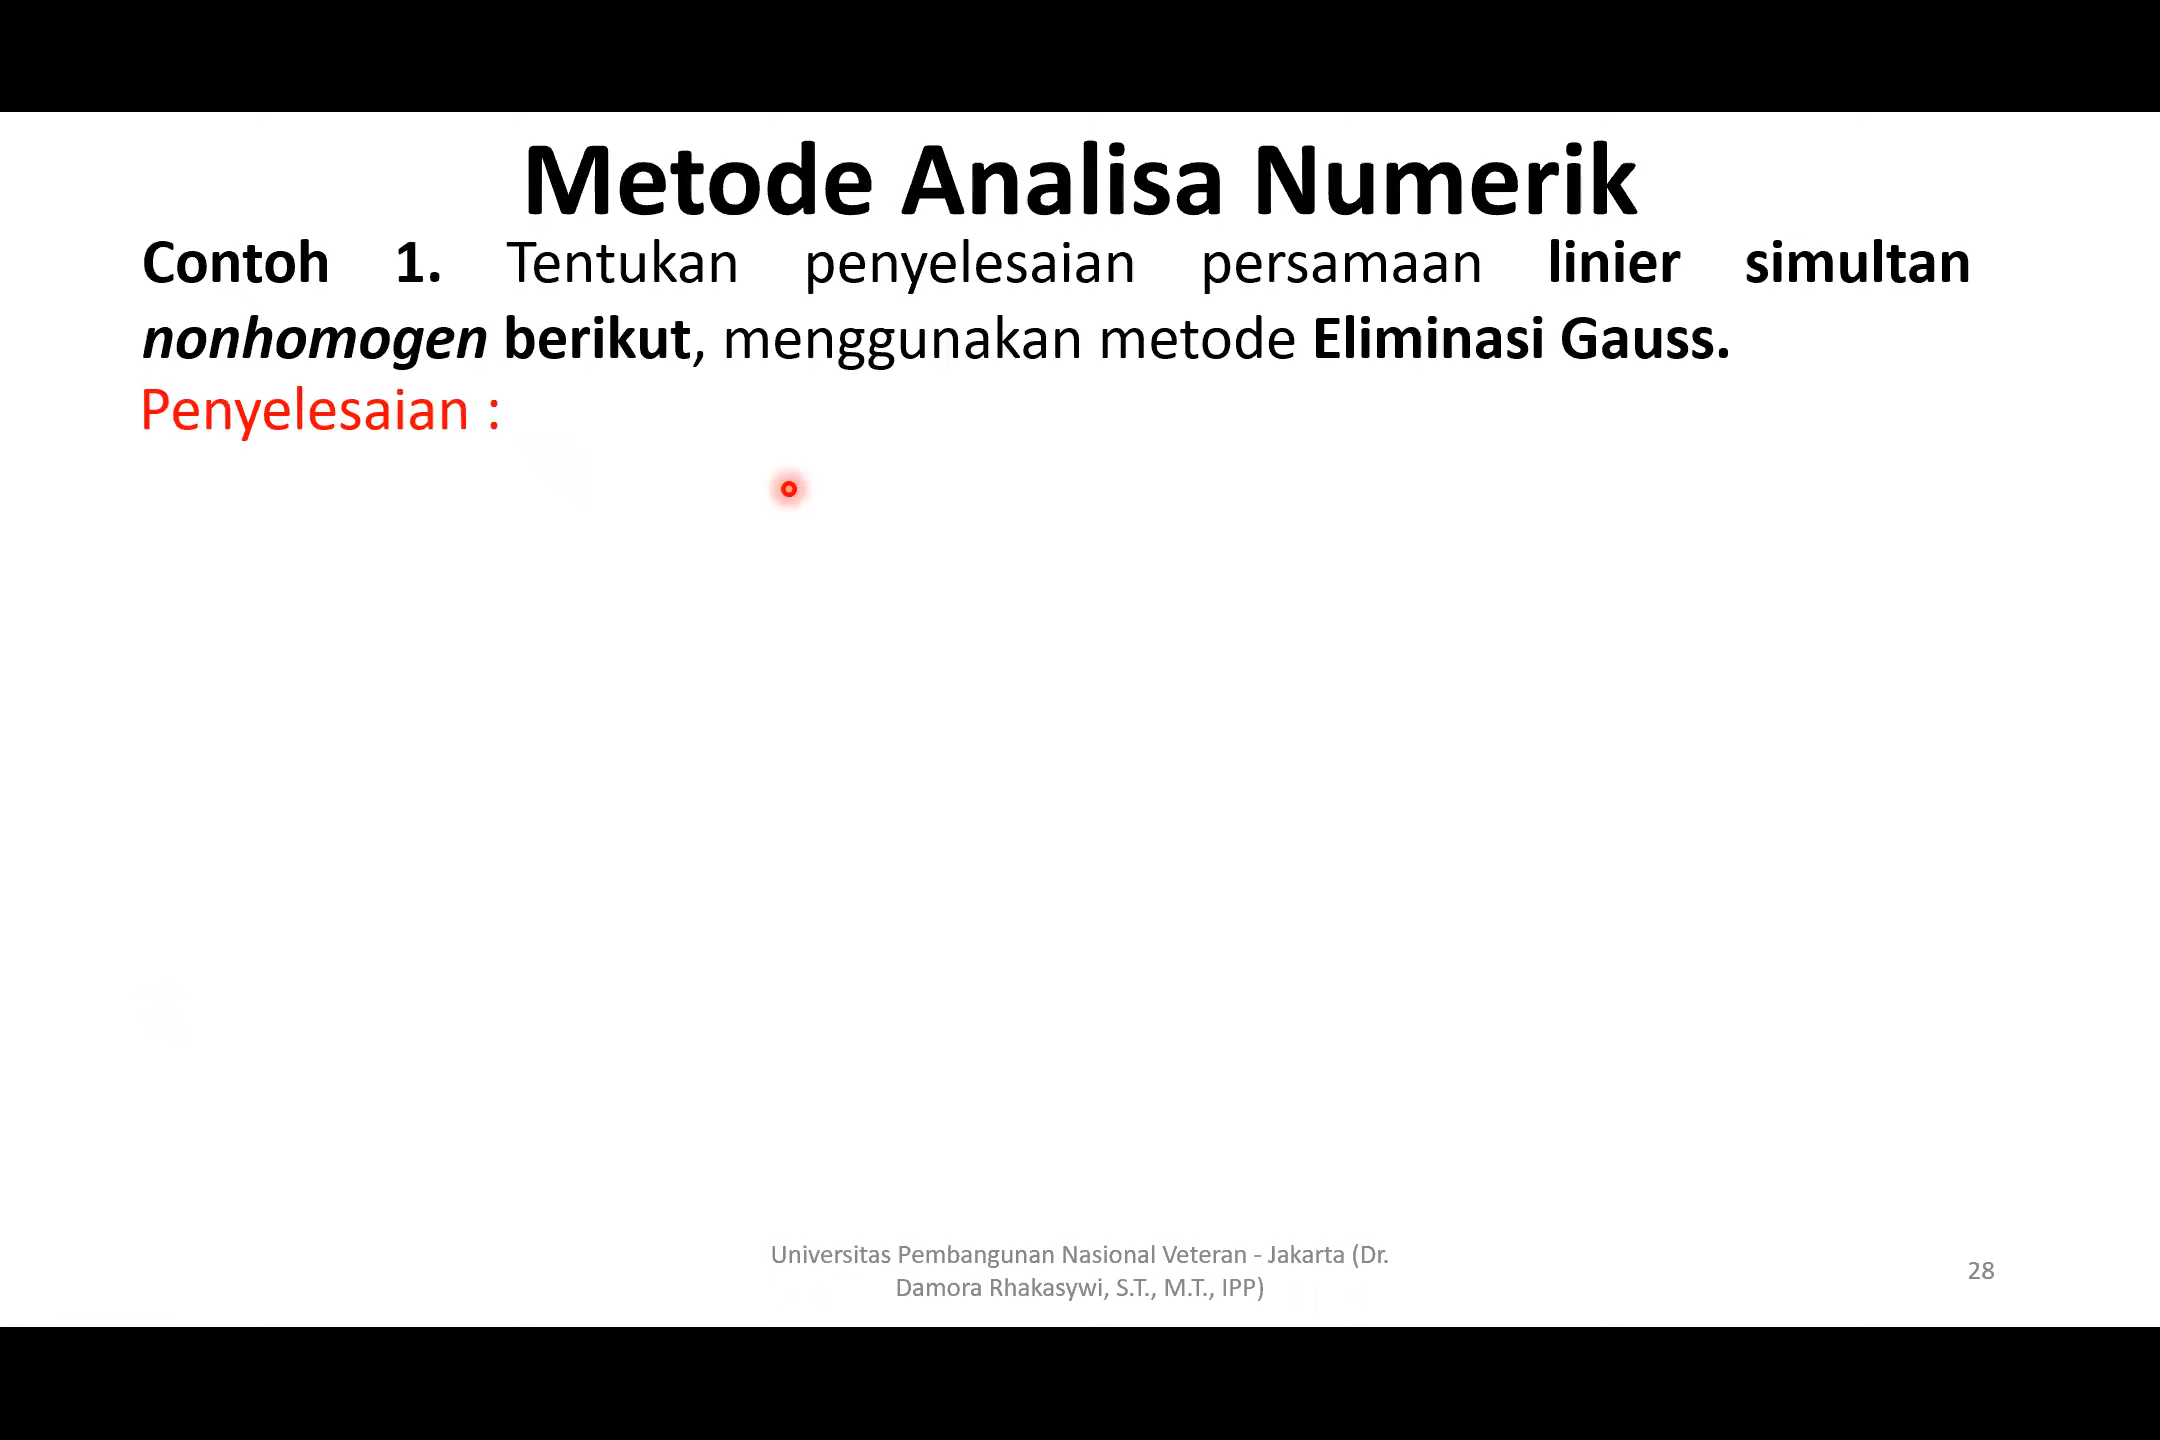 Metode Analisa Numerik
Contoh 1. Tentukan penyelesaian persamaan linier simultan
nonhomogen berikut, menggunakan metode Eliminasi Gauss.
Penyelesaian :
Universitas Pembangunan Nasional Veteran - Jakarta (Dr.
Damora Rhakasywi, S.T., M.T., IPP)
28